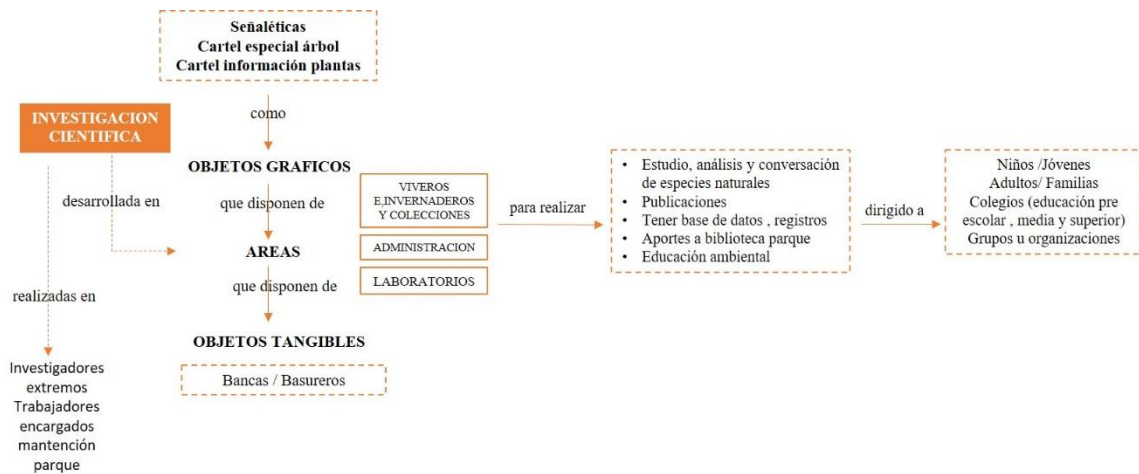 Señaléticas
Cartel especial árbol
Cartel información plantas
como
INVESTIGACION
CIENTIFICA
OBJETOS GRAFICOS
desarrollada en
que disponen de
AREAS
VIVEROS
E,INVERNADEROS
Y COLECCIONES
ADMINISTRACION
LABORATORIOS
para realizar
• Estudio, análisis y conversación
de especies naturales
• Publicaciones
• Tener base de datos , registros
• Aportes a biblioteca parque
• Educación ambiental
dirigido a
Niños /Jóvenes
Adultos/ Familias
Colegios (educación pre
escolar , media y superior)
Grupos u organizaciones
que disponen de
realizadas en
OBJETOS TANGIBLES
Bancas / Basureros
Investigadores
extremos
Trabajadores
encargados
mantención
parque